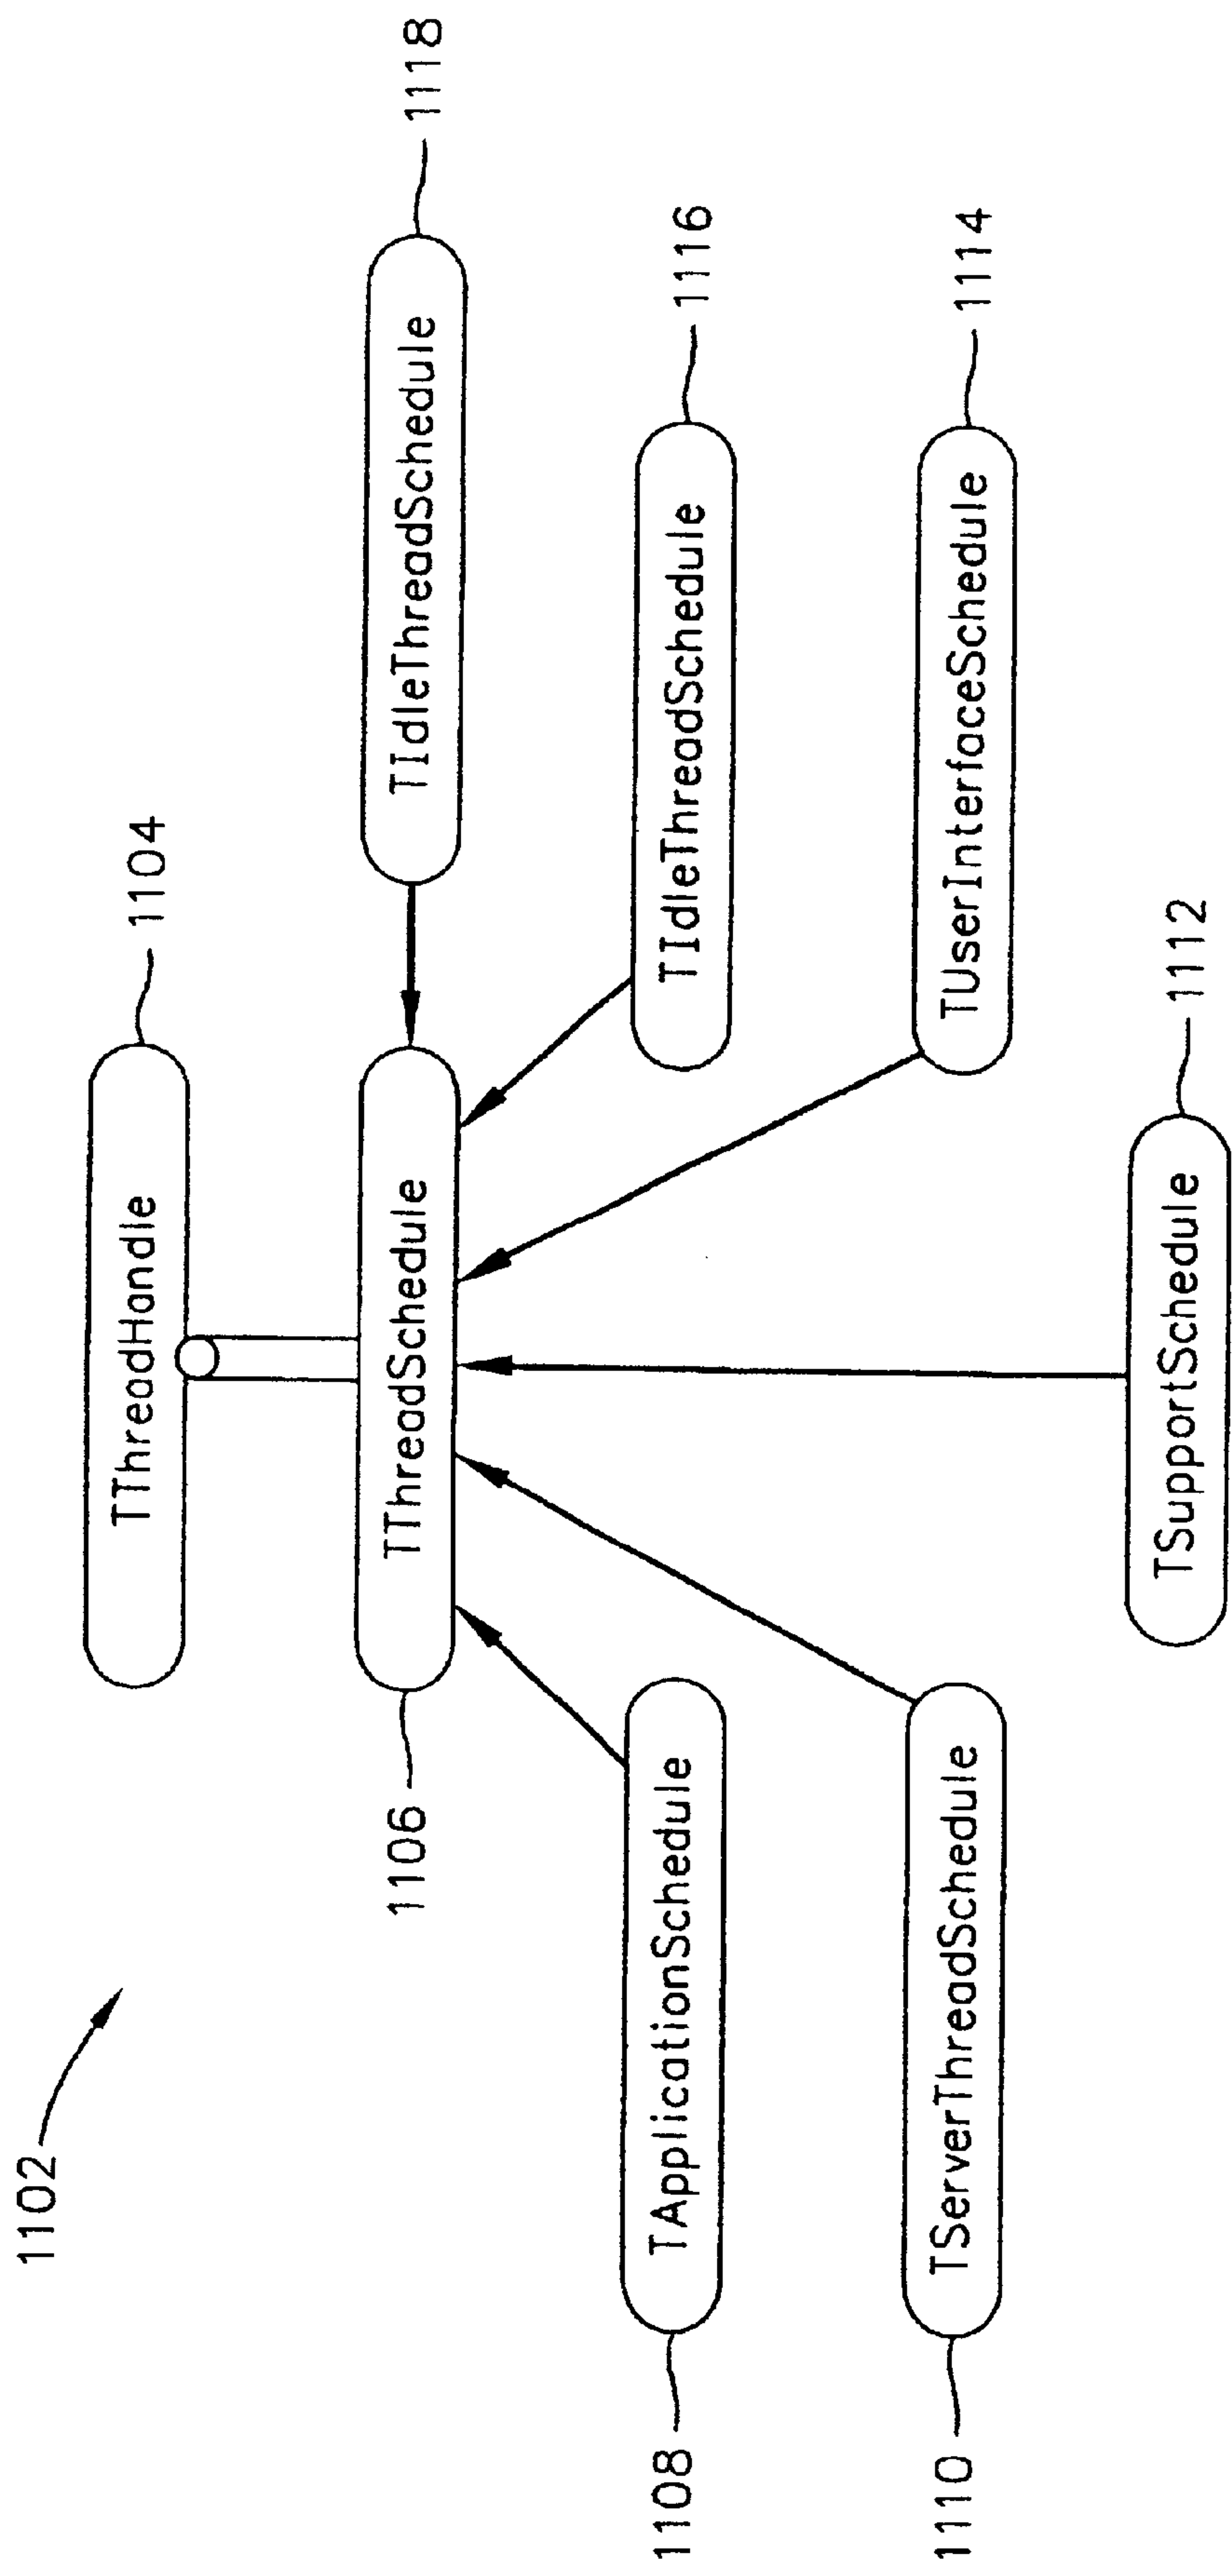 1102
TThreadHandle
1104
1106
TThreadSchedule
TIdleThreadSchedule
1118
TApplicationSchedule
1108
TIdleThreadSchedule
1116
1110
TServerThreadSchedule
TUserInterfaceSchedule
1114
TSupportSchedule
1112